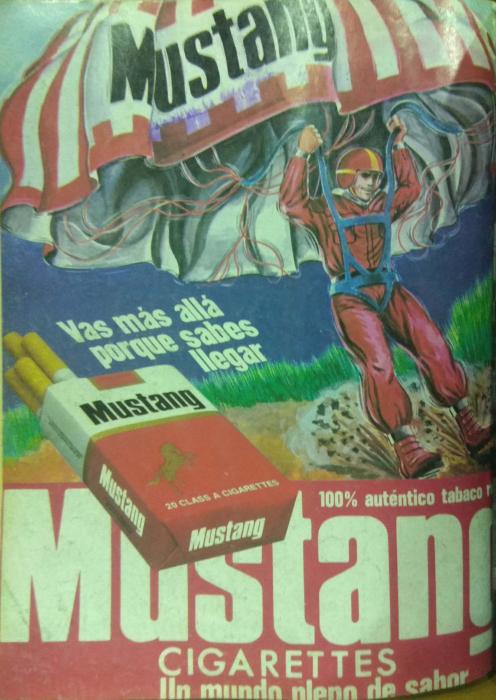 Mustang
Vas más allá
porque sabes
llegar
Mustang
20 CLASS A CIGARETTES
Mustang
Mustang
100% auténtico tabaco
Mustang
CIGARETTES
Un mundo pleno de sabor